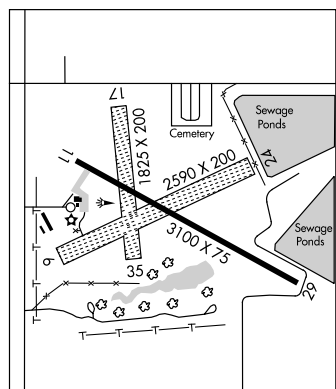 17
1825 X 200
Cemetery
Sewage
Ponds
24
2590 X 200
11
3100 X 75
6
35
29
Sewage
Ponds